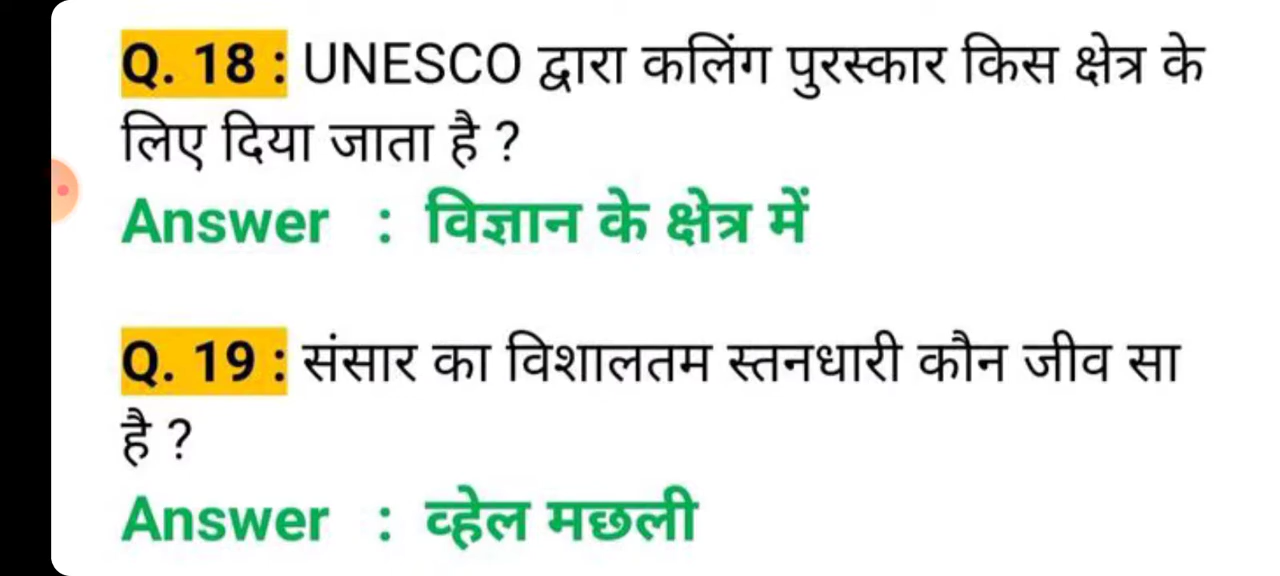 Q. 18 : UNESCO द्वारा कलिंग पुरस्कार किस क्षेत्र के
लिए दिया जाता है ?
Answer : विज्ञान के क्षेत्र में
Q. 19 : संसार का विशालतम स्तनधारी कौन जीव सा
है ?
Answer : व्हेल मछली